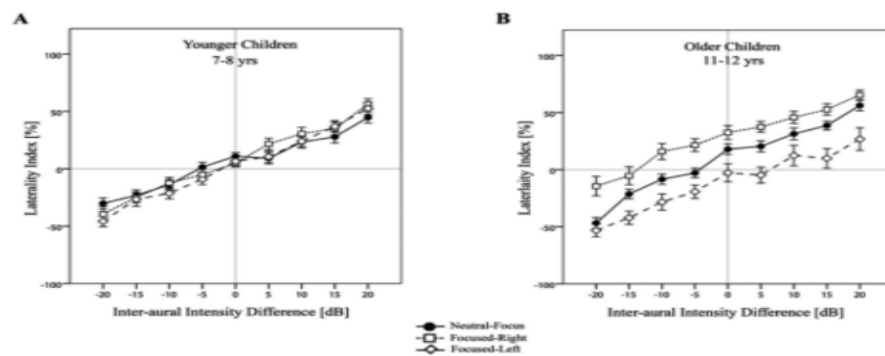 A
Younger Children
7-8 yrs
Laterality Index [%]
100
50
0
-50
-100
-20 -15 -10 -5 0 5 10 15 20
Inter-aural Intensity Difference [dB]
B
Older Children
11-12 yrs
Laterlaity Index [%]
100
50
0
-50
-100
-20 -15 -10 -5 0 5 10 15 20
Inter-aural Intensity Difference [dB]
Neutral-Focus
Focused-Right
Focused-Left